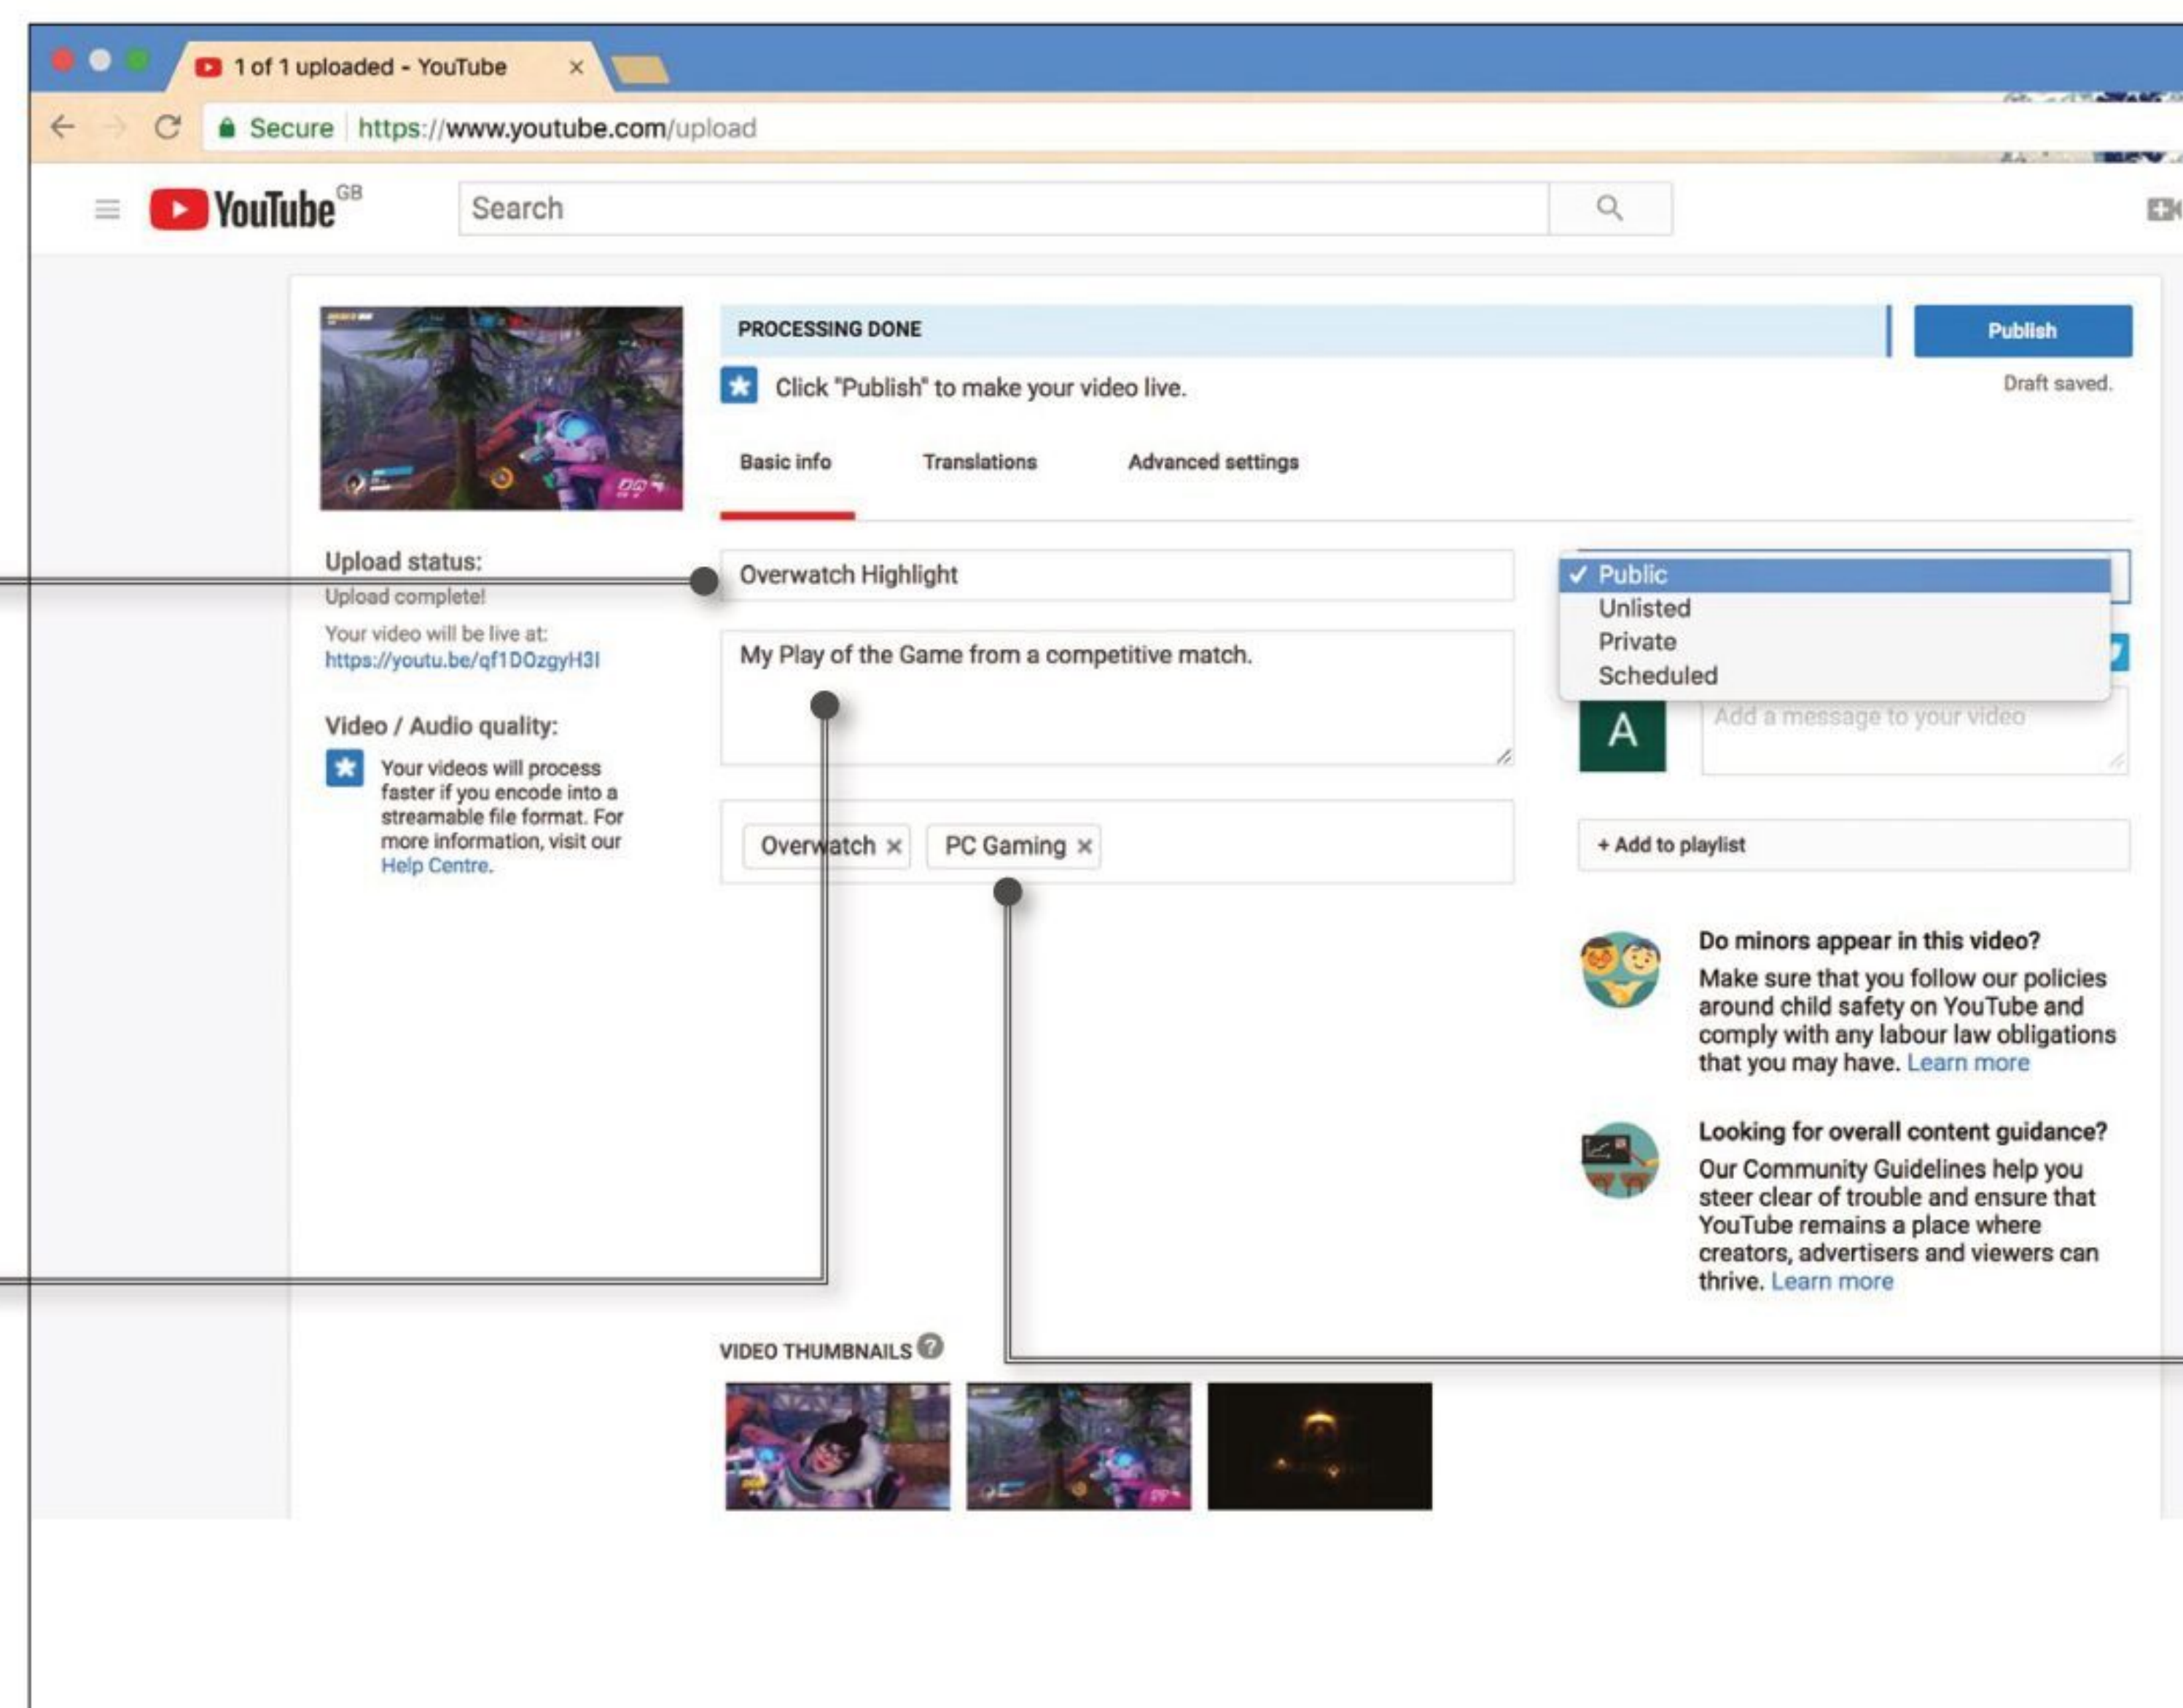 1 of 1 uploaded - YouTube
Secure https://www.youtube.com/upload
YouTube GB
Search
PROCESSING DONE
Publish
Click "Publish" to make your video live.
Draft saved.
Basic info
Translations
Advanced settings
Upload status:
Upload complete!
Your video will be live at:
https://youtu.be/qf1DOzgyH3I
Video / Audio quality:
Your videos will process
faster if you encode into a
streamable file format. For
more information, visit our
Help Centre.
Overwatch Highlight
My Play of the Game from a competitive match.
Overwatch
PC Gaming
Public
Unlisted
Private
Scheduled
A
Add a message to your video
+ Add to playlist
Do minors appear in this video?
Make sure that you follow our policies
around child safety on YouTube and
comply with any labour law obligations
that you may have. Learn more
Looking for overall content guidance?
Our Community Guidelines help you
steer clear of trouble and ensure that
YouTube remains a place where
creators, advertisers and viewers can
thrive. Learn more
VIDEO THUMBNAILS ?